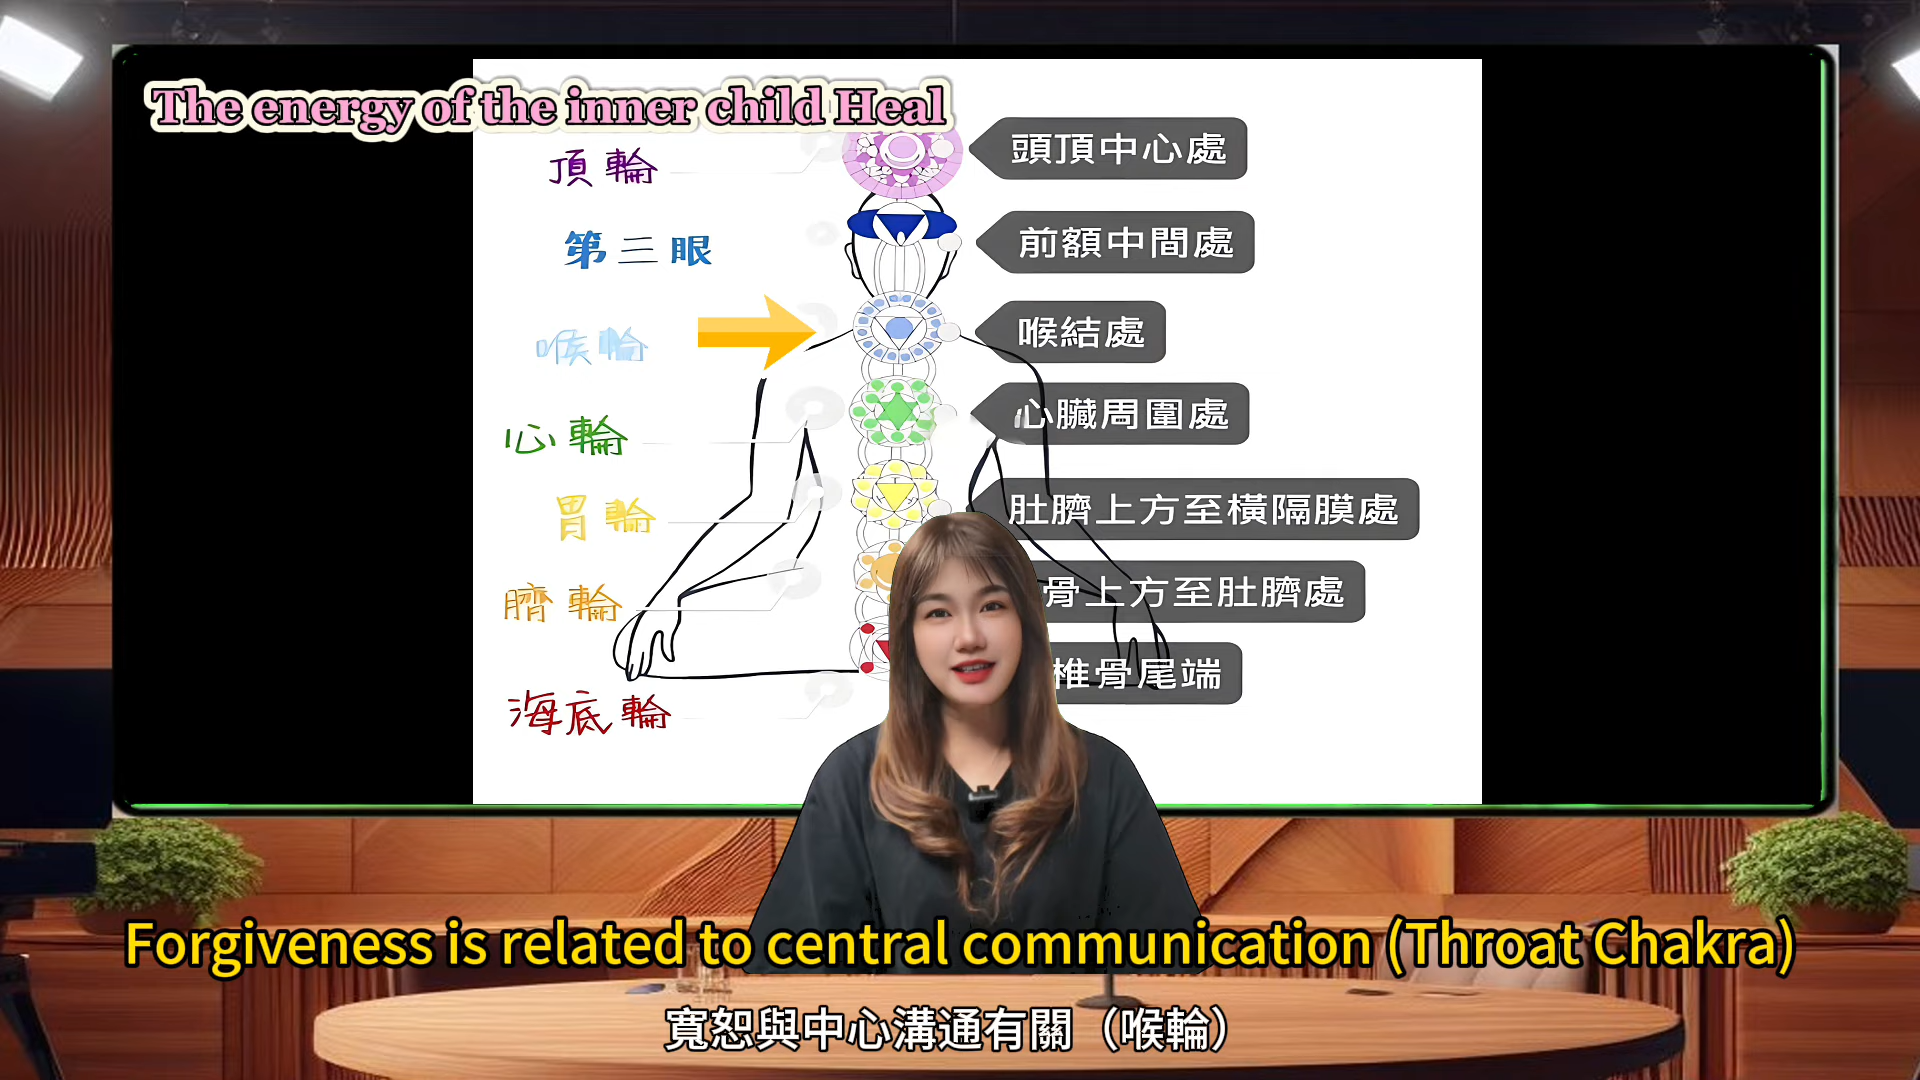 The energy of the inner child Heal
頂輪
頭頂中心處
第三眼
前額中間處
喉輪
喉結處
心輪
心臟周圍處
胃輪
肚臍上方至橫隔膜處
臍輪
骨上方至肚臍處
海底輪
椎骨尾端
Forgiveness is related to central communication (Throat Chakra)
寬恕與中心溝通有關（喉輪）